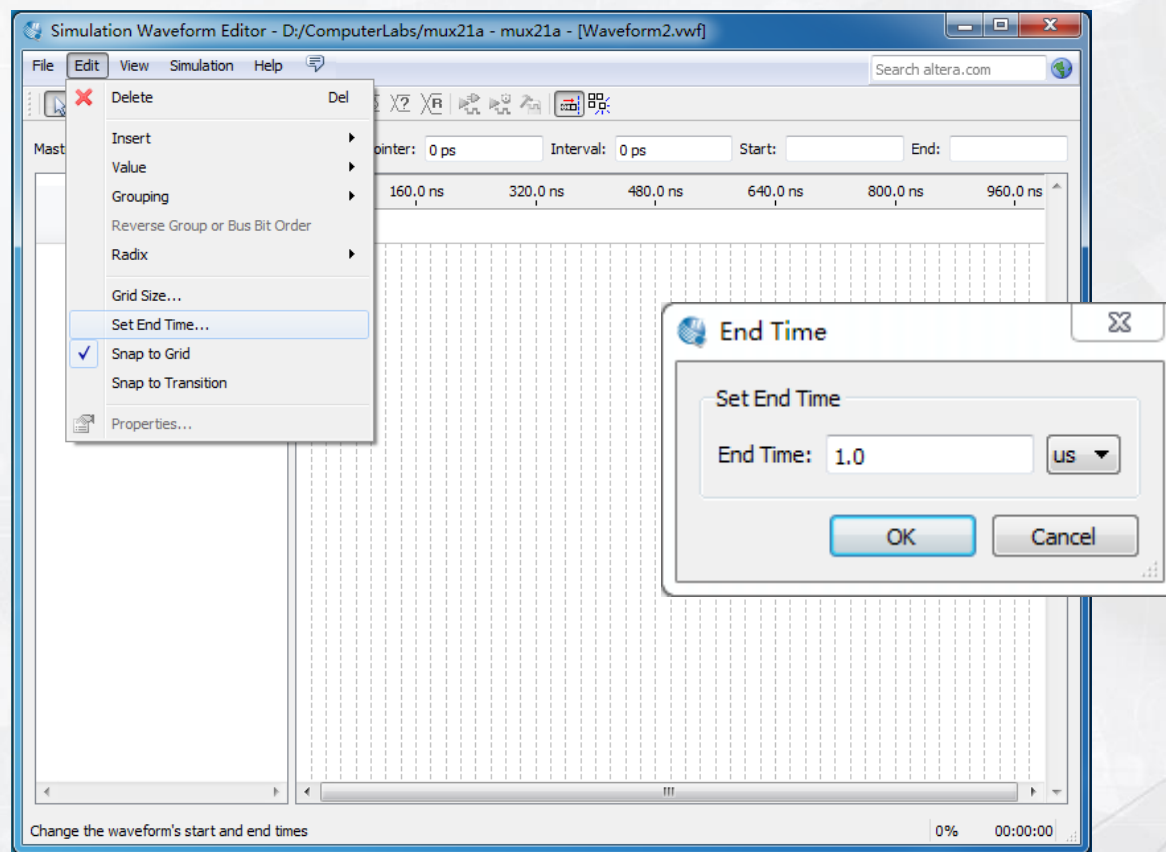 Simulation Waveform Editor - D:/ComputerLabs/mux21a - mux21a - [Waveform2.vwf]
File Edit View Simulation Help Search altera.com
Delete Del
Insert
Mast ointer: 0 ps Interval: 0 ps Start: End:
Value
160.0 ns 320.0 ns 480.0 ns 640.0 ns 800.0 ns 960.0 ns
Grouping
Reverse Group or Bus Bit Order
Radix
Grid Size...
Set End Time...
Snap to Grid
Snap to Transition
Properties...
End Time
Set End Time
End Time: 1.0 us
OK Cancel
Change the waveform's start and end times 0% 00:00:00